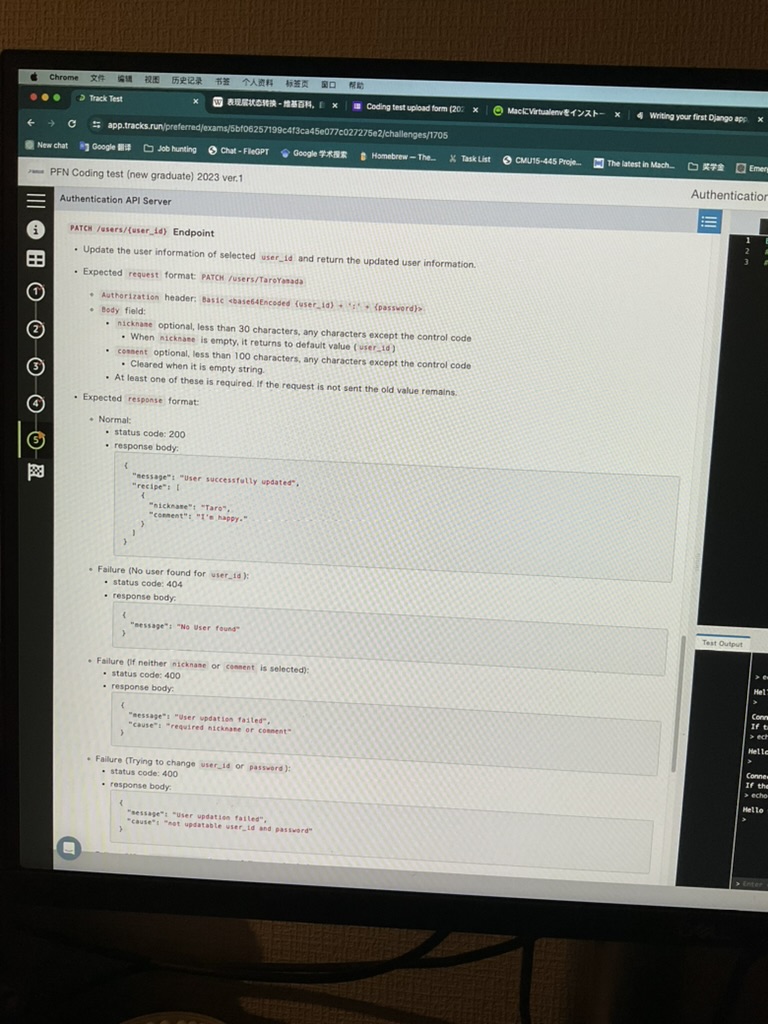 Chrome 文件 编辑 视图 历史记录 书签 个人资料 标签页 窗口 帮助
Track Test
表现层状态转换 - 维基百科,
Coding test upload form (202
MacにVirtualenvをインストー
Writing your first Django app,
app.tracks.run/preferred/exams/5bf06257199c4f3ca45e077c027275e2/challenges/1705
New chat
Google 翻译
Job hunting
Chat - FileGPT
Google 学术搜索
Homebrew — The...
Task List
CMU15-445 Proje...
The latest in Mach...
奖学金
Emer
PFN Coding test (new graduate) 2023 ver.1
Authentication
Authentication API Server
PATCH /users/{user_id} Endpoint
• Update the user information of selected user_id and return the updated user information.
• Expected request format: PATCH /users/TaroYamada
Authorization header: Basic <base64Encoded {user_id} + ':' + {password}>
Body field:
• nickname optional, less than 30 characters, any characters except the control code
• When nickname is empty, it returns to default value (user_id)
• comment optional, less than 100 characters, any characters except the control code
• Cleared when it is empty string.
• At least one of these is required. If the request is not sent the old value remains.
• Expected response format:
Normal:
• status code: 200
• response body:
{
"message": "User successfully updated",
"recipe": [
{
"nickname": "Taro",
"comment": "I'm happy."
}
]
}
Failure (No user found for user_id):
• status code: 404
• response body:
{
"message": "No User found"
}
Failure (If neither nickname or comment is selected):
• status code: 400
• response body:
{
"message": "User updation failed",
"cause": "required nickname or comment"
}
Failure (Trying to change user_id or password):
• status code: 400
• response body:
{
"message": "User updation failed",
"cause": "not updatable user_id and password"
}
1
2
3
4
5
1
2 #
3 #
Test Output
> e
Hel
>
Conn
If t
> ech
Hello
>
Conne
If the
> echo
Hello
>
> Enter